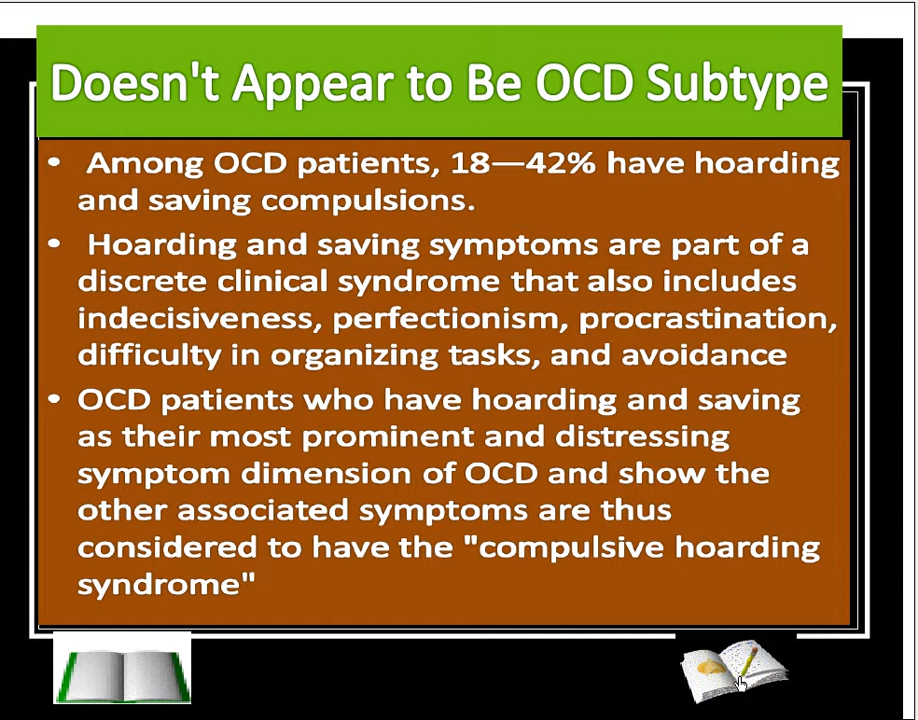 Doesn't Appear to Be OCD Subtype
• Among OCD patients, 18—42% have hoarding
and saving compulsions.
• Hoarding and saving symptoms are part of a
discrete clinical syndrome that also includes
indecisiveness, perfectionism, procrastination,
difficulty in organizing tasks, and avoidance
• OCD patients who have hoarding and saving
as their most prominent and distressing
symptom dimension of OCD and show the
other associated symptoms are thus
considered to have the "compulsive hoarding
syndrome"